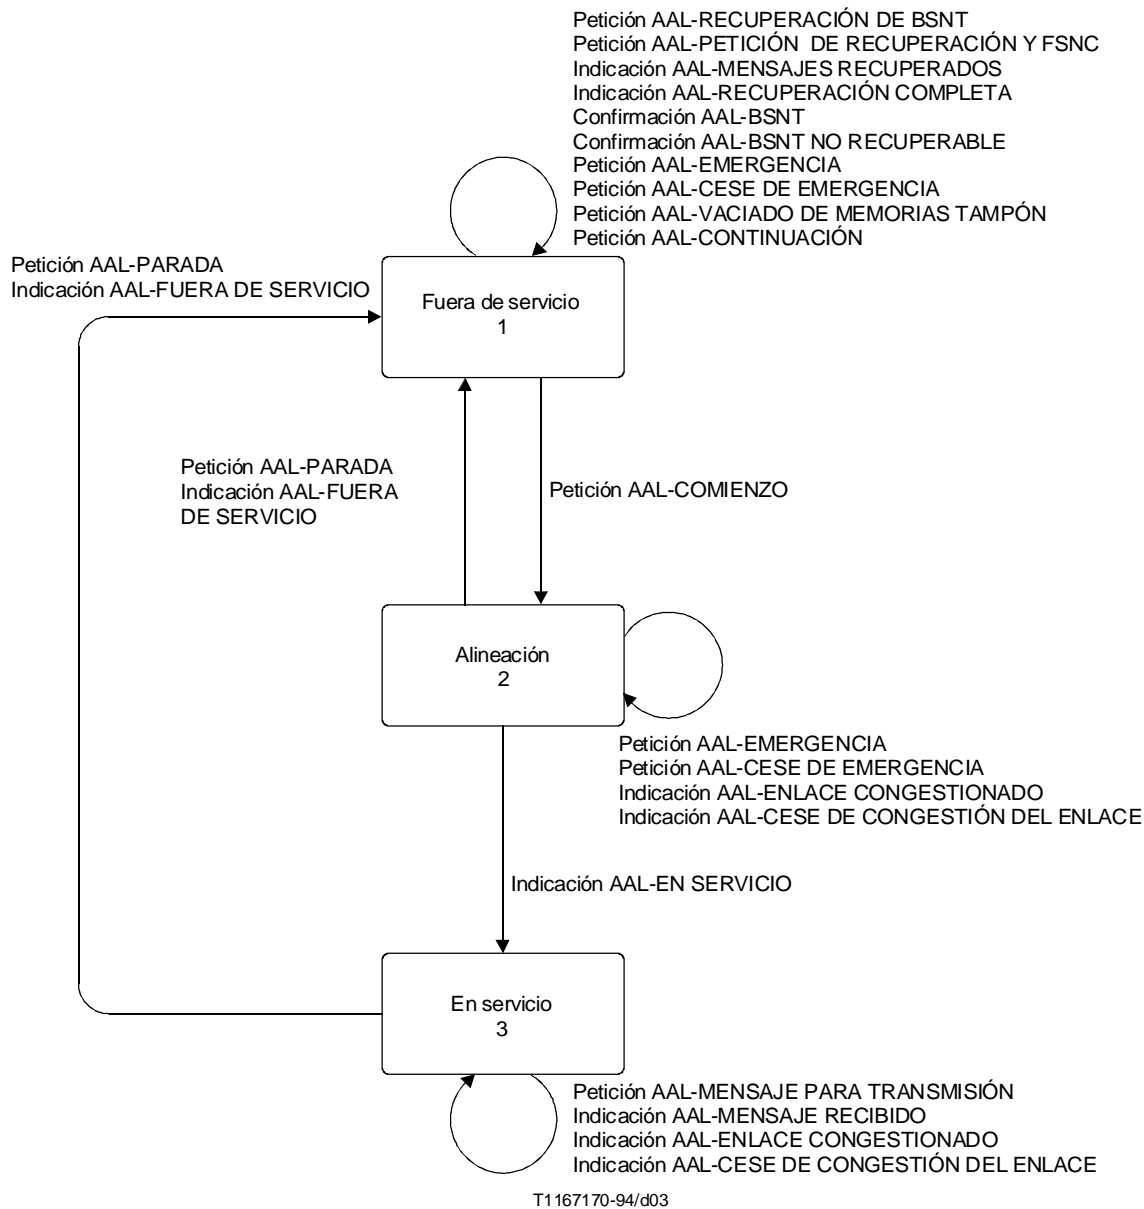 Petición AAL-RECUPERACIÓN DE BSNT
Petición AAL-PETICIÓN DE RECUPERACIÓN Y FSNC
Indicación AAL-MENSAJES RECUPERADOS
Indicación AAL-RECUPERACIÓN COMPLETA
Confirmación AAL-BSNT
Confirmación AAL-BSNT NO RECUPERABLE
Petición AAL-EMERGENCIA
Petición AAL-CESE DE EMERGENCIA
Petición AAL-VACIADO DE MEMORIAS TAMPÓN
Petición AAL-CONTINUACIÓN
Petición AAL-PARADA
Indicación AAL-FUERA DE SERVICIO
Fuera de servicio
1
Petición AAL-PARADA
Indicación AAL-FUERA
DE SERVICIO
Petición AAL-COMIENZO
Alineación
2
Petición AAL-EMERGENCIA
Petición AAL-CESE DE EMERGENCIA
Indicación AAL-ENLACE CONGESTIONADO
Indicación AAL-CESE DE CONGESTIÓN DEL ENLACE
Indicación AAL-EN SERVICIO
En servicio
3
Petición AAL-MENSAJE PARA TRANSMISIÓN
Indicación AAL-MENSAJE RECIBIDO
Indicación AAL-ENLACE CONGESTIONADO
Indicación AAL-CESE DE CONGESTIÓN DEL ENLACE
T1167170-94/d03